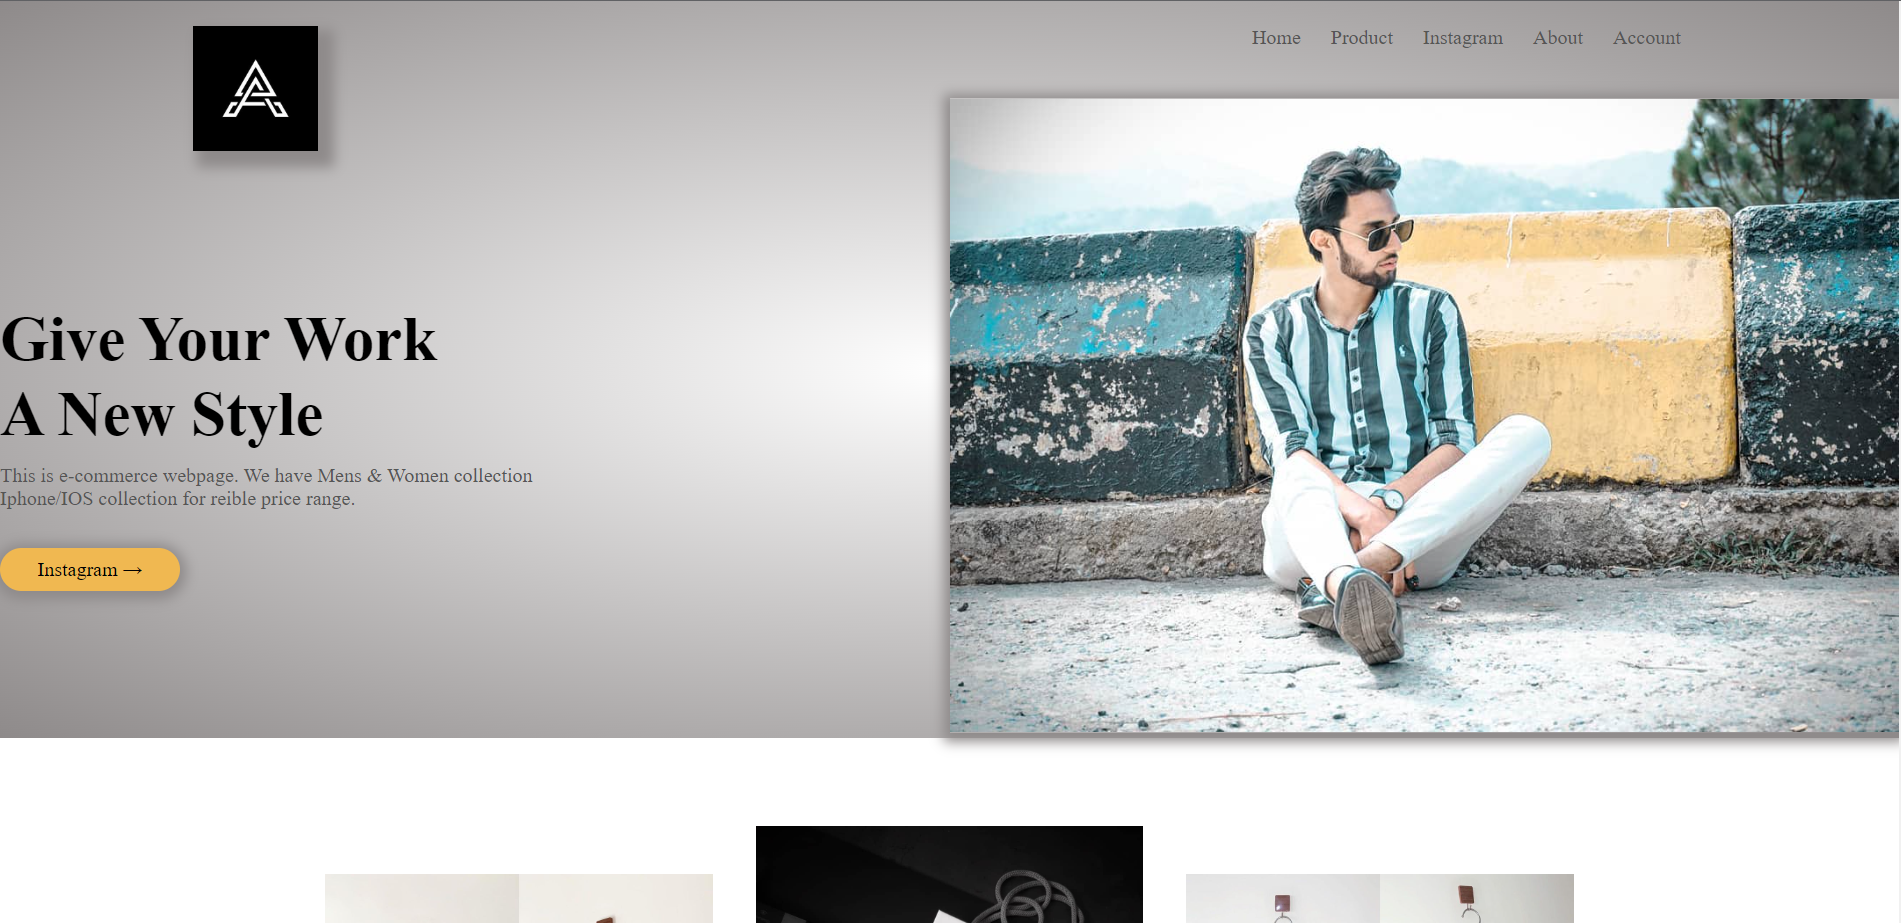 Home Product Instagram About Account
Give Your Work
A New Style
This is e-commerce webpage. We have Mens & Women collection
Iphone/IOS collection for reible price range.
Instagram →